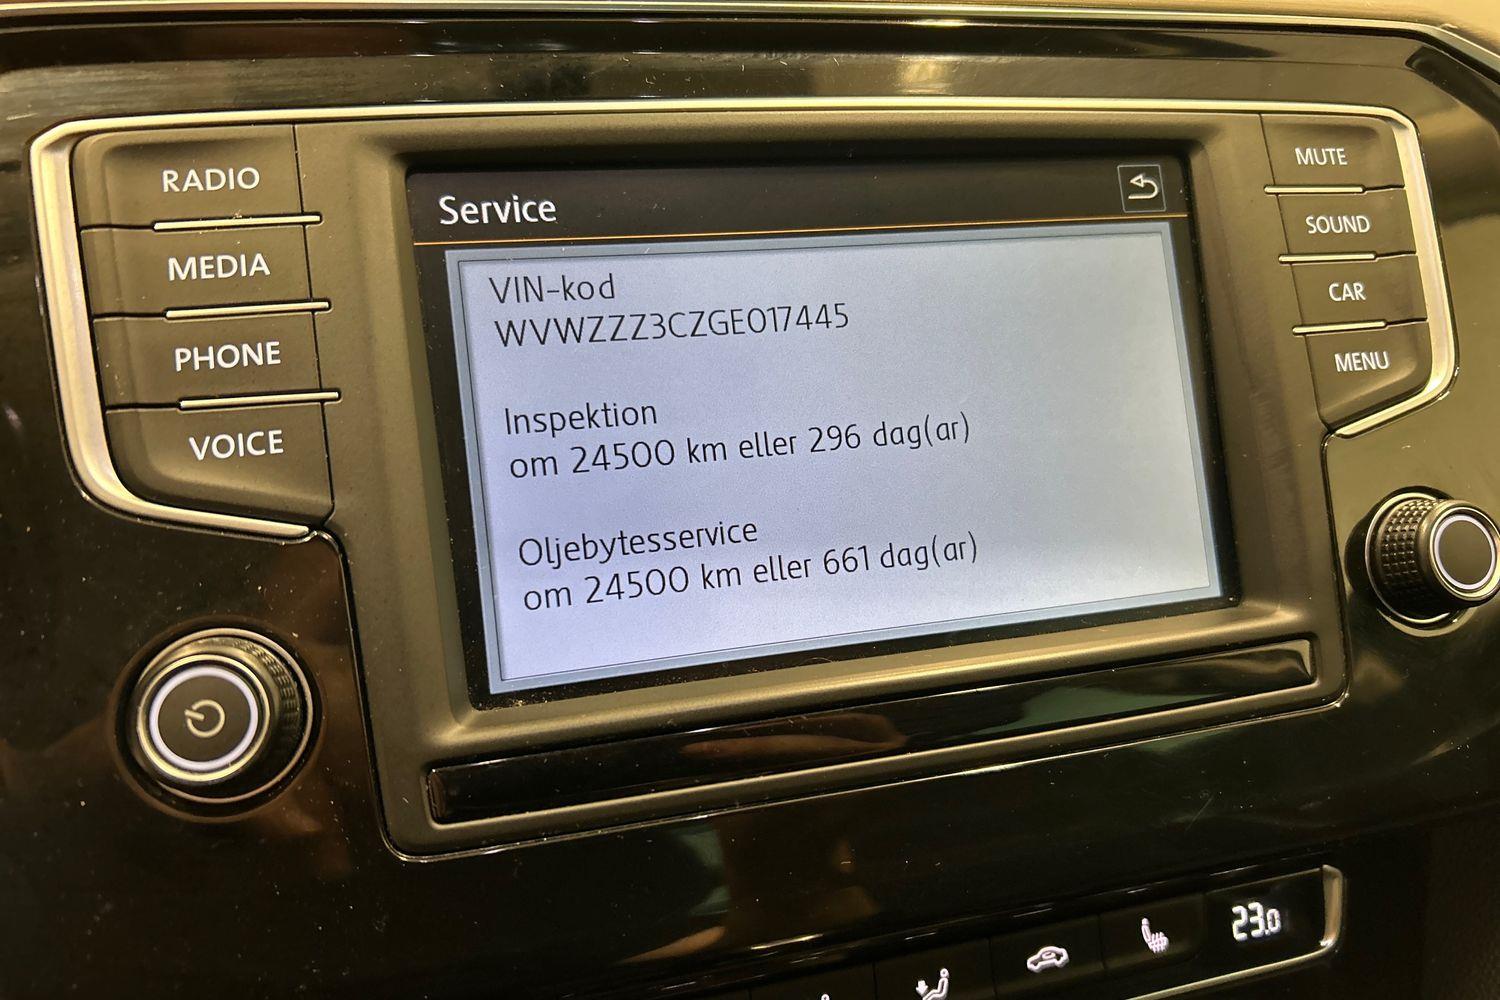 RADIO
MEDIA
PHONE
VOICE
Service
VIN-kod
WVWZZZ3CZGE017445
Inspektion
om 24500 km eller 296 dag(ar)
Oljebytesservice
om 24500 km eller 661 dag(ar)
MUTE
SOUND
CAR
MENU
23.0